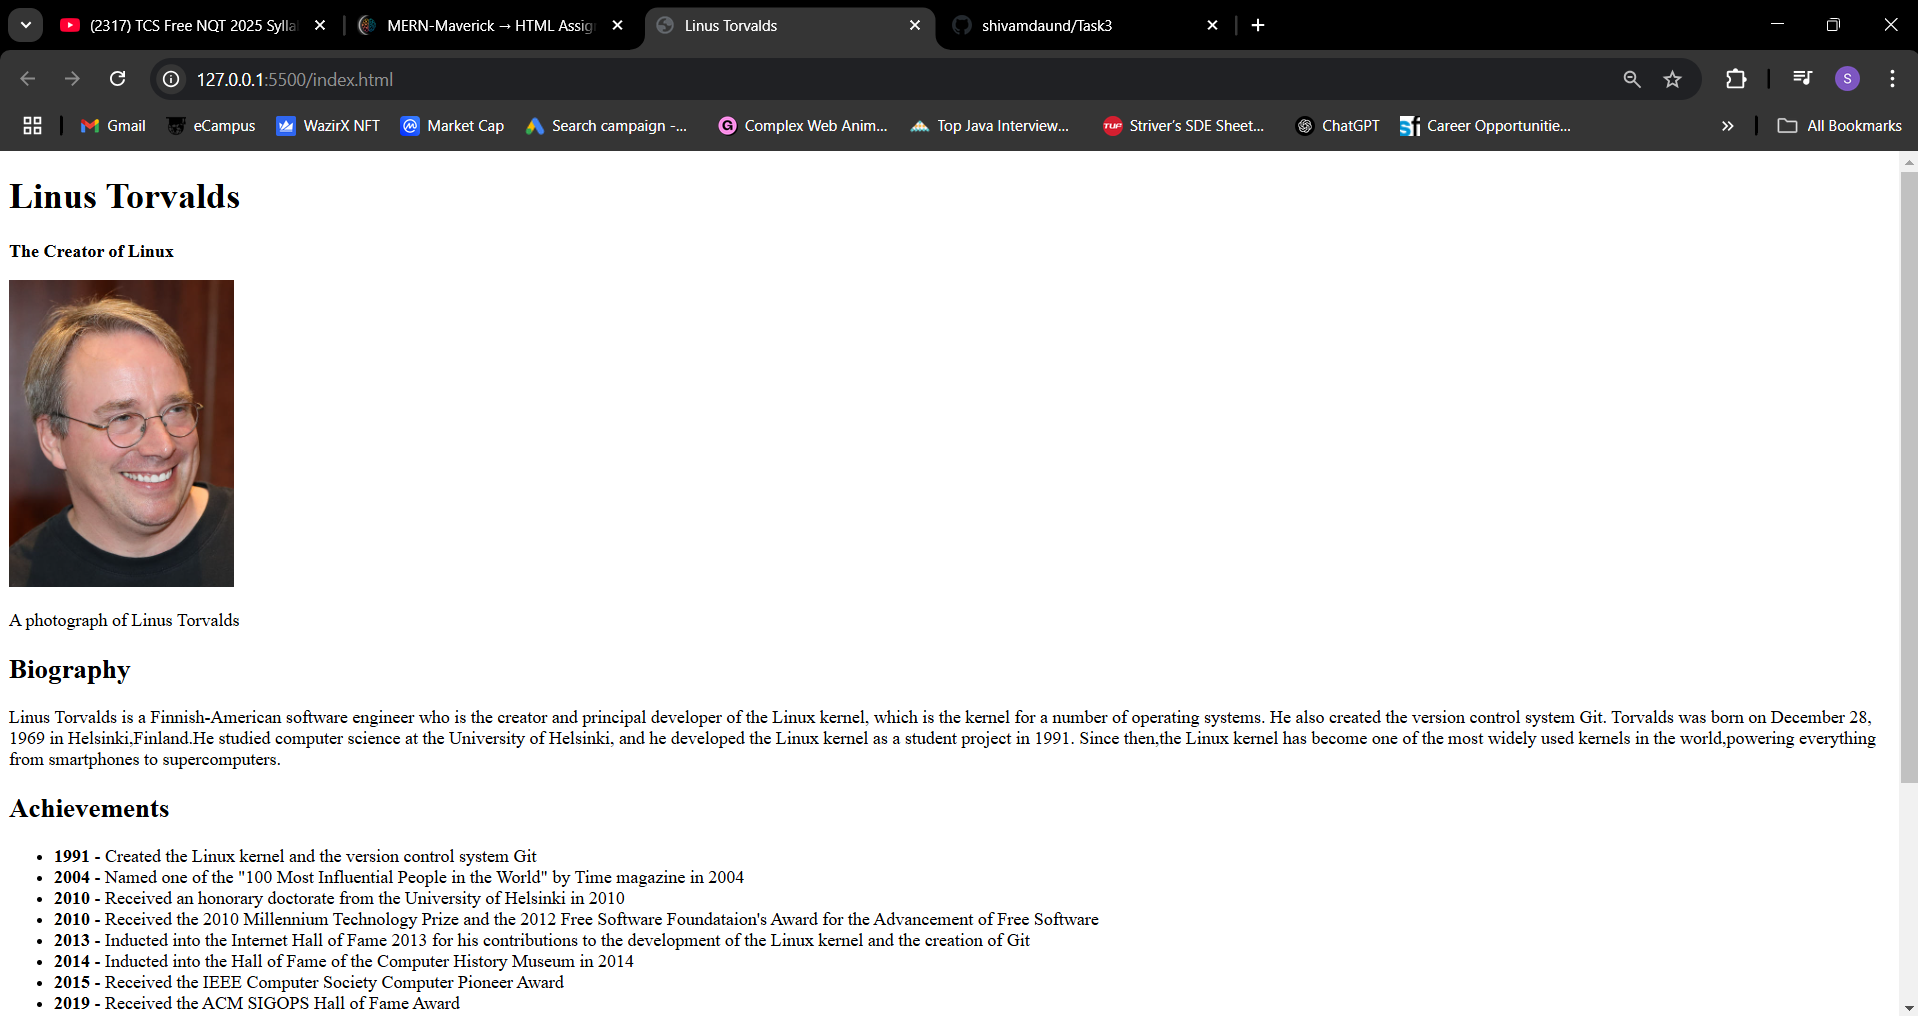 (2317) TCS Free NQT 2025 Sylla
MERN-Maverick → HTML Assig
Linus Torvalds
shivamdaund/Task3
127.0.0.1:5500/index.html
S
Gmail
eCampus
WazirX NFT
Market Cap
Search campaign -...
Complex Web Anim...
Top Java Interview...
TUF Striver's SDE Sheet...
ChatGPT
Career Opportunitie...
All Bookmarks
Linus Torvalds
The Creator of Linux
A photograph of Linus Torvalds
Biography
Linus Torvalds is a Finnish-American software engineer who is the creator and principal developer of the Linux kernel, which is the kernel for a number of operating systems. He also created the version control system Git. Torvalds was born on December 28,
1969 in Helsinki,Finland.He studied computer science at the University of Helsinki, and he developed the Linux kernel as a student project in 1991. Since then,the Linux kernel has become one of the most widely used kernels in the world,powering everything
from smartphones to supercomputers.
Achievements
• 1991 - Created the Linux kernel and the version control system Git
• 2004 - Named one of the "100 Most Influential People in the World" by Time magazine in 2004
• 2010 - Received an honorary doctorate from the University of Helsinki in 2010
• 2010 - Received the 2010 Millennium Technology Prize and the 2012 Free Software Foundataion's Award for the Advancement of Free Software
• 2013 - Inducted into the Internet Hall of Fame 2013 for his contributions to the development of the Linux kernel and the creation of Git
• 2014 - Inducted into the Hall of Fame of the Computer History Museum in 2014
• 2015 - Received the IEEE Computer Society Computer Pioneer Award
• 2019 - Received the ACM SIGOPS Hall of Fame Award